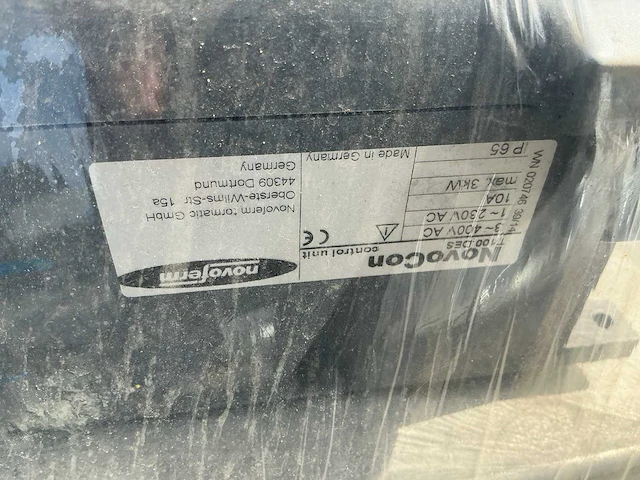 NovoCon
T100.DES
control unit
3~400V AC
1~230V AC
10A
max. 3kW
IP 65
CE
Made in Germany
novoferm
Novoferm tormatic GmbH
Oberste-Wilms-Str 15a
44309 Dortmund
Germany